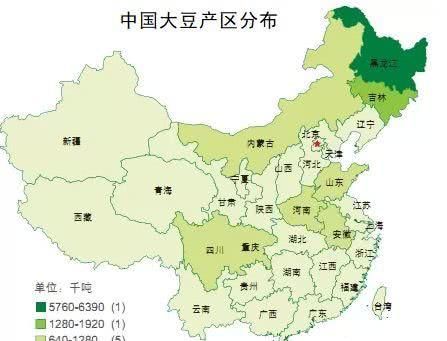 中国大豆产区分布
黑龙江
吉林
辽宁
内蒙古
新疆
北京
天津
河北
山西
宁夏
山东
青海
甘肃
陕西
河南
江苏
西藏
安徽
上海
四川
重庆
湖北
浙江
湖南
江西
贵州
福建
云南
广西
广东
台湾
单位:千吨
5760-6390 (1)
1280-1920 (1)
640-1280 (5)